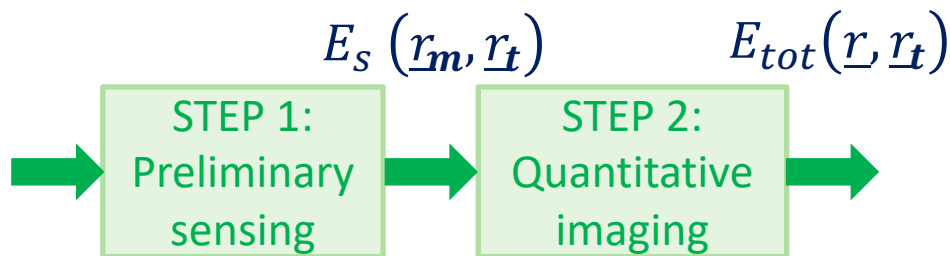 E_s (r_m, r_t)
E_tot(r, r_t)
STEP 1:
Preliminary
sensing
STEP 2:
Quantitative
imaging